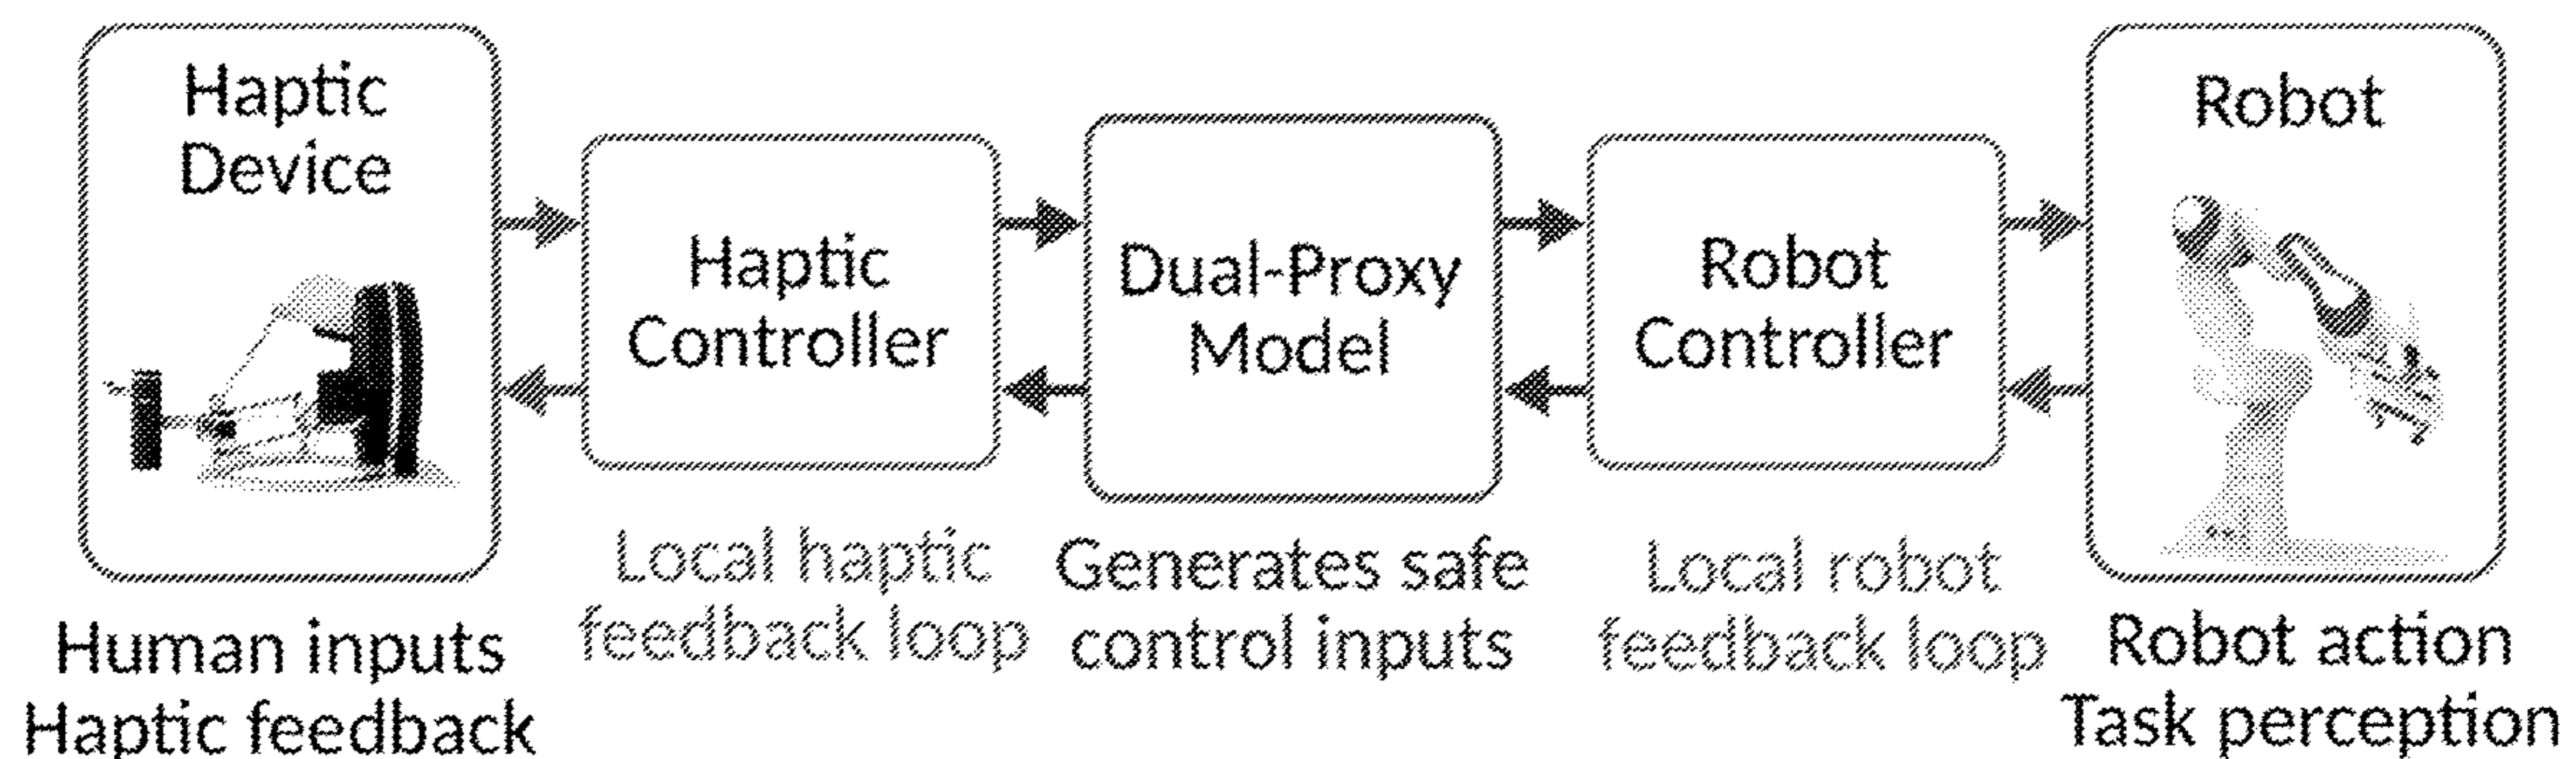 Haptic
Device
Haptic
Controller
Dual-Proxy
Model
Robot
Controller
Robot
Human inputs
Haptic feedback
Local haptic
feedback loop
Generates safe
control inputs
Local robot
feedback loop
Robot action
Task perception